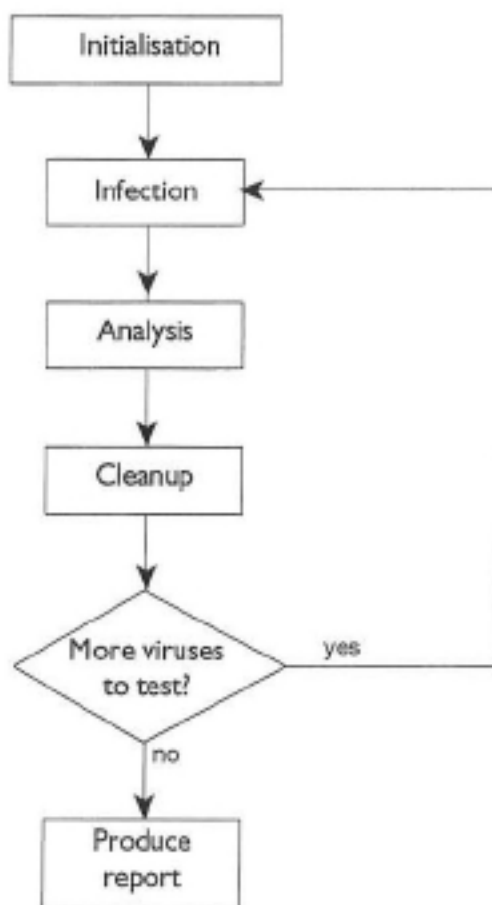 Initialisation
Infection
Analysis
Cleanup
More viruses
to test?
yes
no
Produce
report